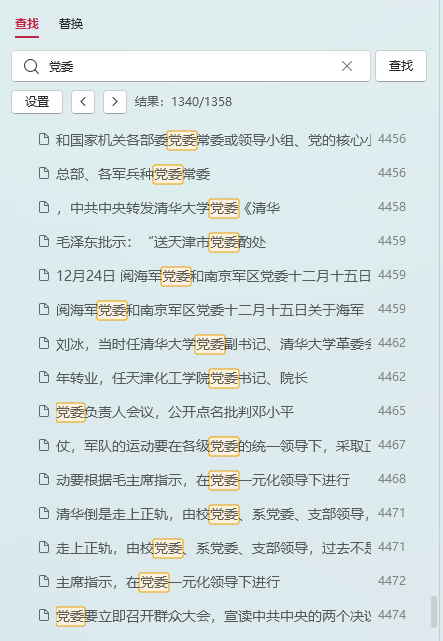 查找 替换
党委
查找
设置 结果：1340/1358
和国家机关各部委党委常委或领导小组、党的核心小 4456
总部、各军兵种党委常委 4456
，中共中央转发清华大学党委《清华 4458
毛泽东批示：“送天津市党委酌处 4459
12月24日 阅海军党委和南京军区党委十二月十五日 4459
阅海军党委和南京军区党委十二月十五日关于海军 4459
刘冰，当时任清华大学党委副书记、清华大学革委会 4462
年转业，任天津化工学院党委书记、院长 4462
党委负责人会议，公开点名批判邓小平 4465
仗，军队的运动要在各级党委的统一领导下，采取正 4467
动要根据毛主席指示，在党委一元化领导下进行 4468
清华倒是走上正轨，由校党委、系党委、支部领导， 4471
走上正轨，由校党委、系党委、支部领导，过去不是 4471
主席指示，在党委一元化领导下进行 4472
党委要立即召开群众大会，宣读中共中央的两个决议 4474